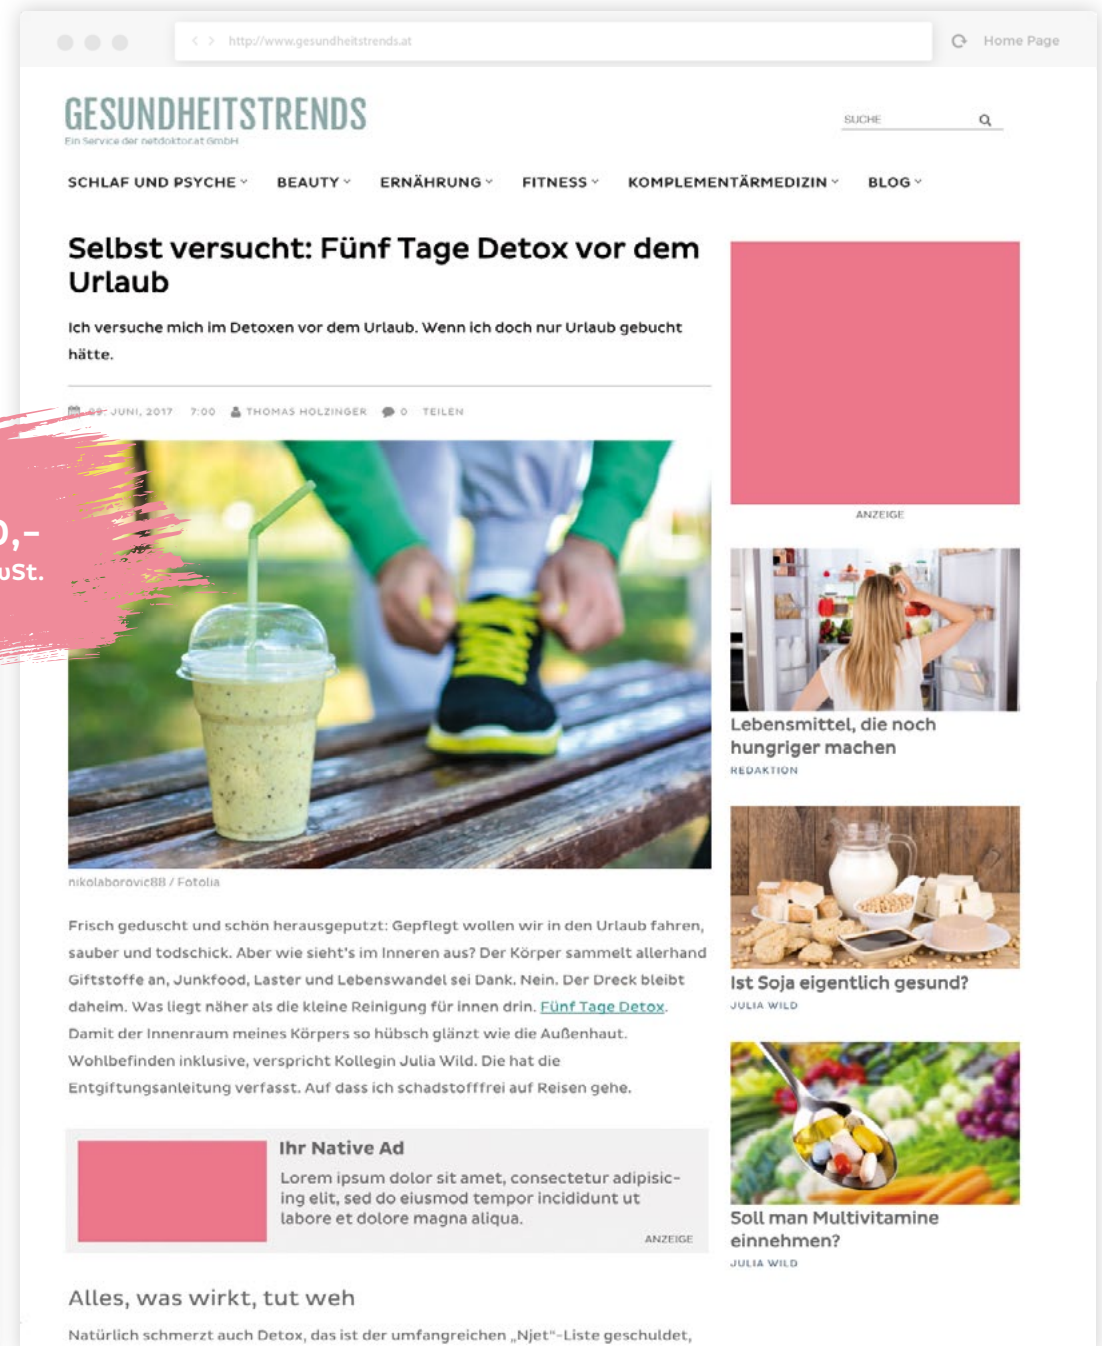 http://www.gesundheitstrends.at
Home Page
GESUNDHEITSTRENDS
Ein Service der netdoktor.at GmbH
SUCHE
SCHLAF UND PSYCHE BEAUTY ERNÄHRUNG FITNESS KOMPLEMENTÄRMEDIZIN BLOG
Selbst versucht: Fünf Tage Detox vor dem
Urlaub
Ich versuche mich im Detoxen vor dem Urlaub. Wenn ich doch nur Urlaub gebucht
hätte.
09. JUNI, 2017 7:00 THOMAS HOLZINGER 0 TEILEN
0,-
nikolaborovic88 / Fotolia
Frisch geduscht und schön herausgeputzt: Gepflegt wollen wir in den Urlaub fahren,
sauber und todschick. Aber wie sieht's im Inneren aus? Der Körper sammelt allerhand
Giftstoffe an, Junkfood, Laster und Lebenswandel sei Dank. Nein. Der Dreck bleibt
daheim. Was liegt näher als die kleine Reinigung für innen drin. Fünf Tage Detox.
Damit der Innenraum meines Körpers so hübsch glänzt wie die Außenhaut.
Wohlbefinden inklusive, verspricht Kollegin Julia Wild. Die hat die
Entgiftungsanleitung verfasst. Auf dass ich schadstofffrei auf Reisen gehe.
Ihr Native Ad
Lorem ipsum dolor sit amet, consectetur adipisic-
ing elit, sed do eiusmod tempor incididunt ut
labore et dolore magna aliqua.
ANZEIGE
Alles, was wirkt, tut weh
Natürlich schmerzt auch Detox, das ist der umfangreichen „Njet"-Liste geschuldet,
ANZEIGE
Lebensmittel, die noch
hungriger machen
REDAKTION
Ist Soja eigentlich gesund?
JULIA WILD
Soll man Multivitamine
einnehmen?
JULIA WILD